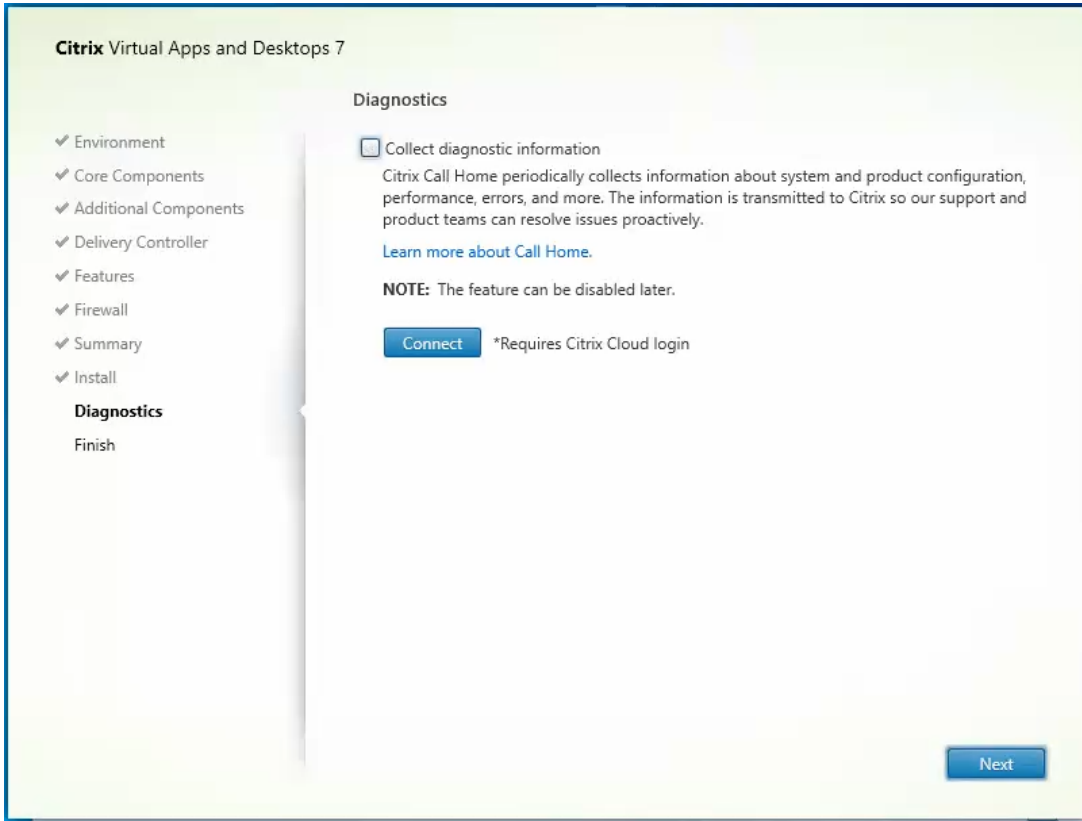 Citrix Virtual Apps and Desktops 7
Environment
Core Components
Additional Components
Delivery Controller
Features
Firewall
Summary
Install
Diagnostics
Finish
Diagnostics
Collect diagnostic information
Citrix Call Home periodically collects information about system and product configuration,
performance, errors, and more. The information is transmitted to Citrix so our support and
product teams can resolve issues proactively.
Learn more about Call Home.
NOTE: The feature can be disabled later.
Connect *Requires Citrix Cloud login
Next